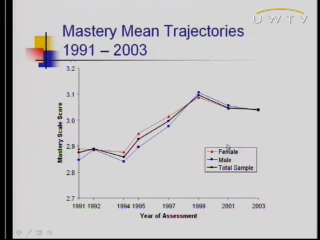 UWTV
Mastery Mean Trajectories
1991 – 2003
3.2
3.1
3
2.9
2.8
2.7
Mastery Scale Score
1991 1992 1994 1995 1997 1999 2001 2003
Year of Assessment
Female
Male
Total Sample